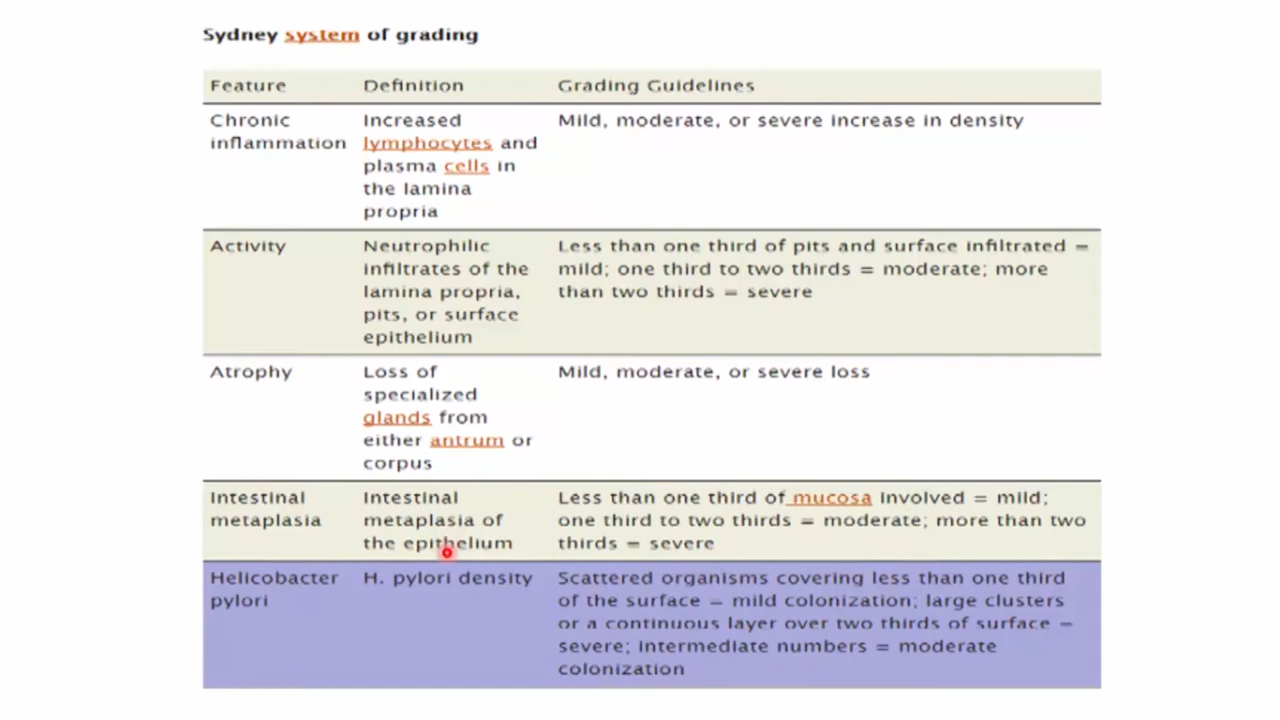 Sydney system of grading
Feature
Definition
Grading Guidelines
Chronic
inflammation
Increased
lymphocytes and
plasma cells in
the lamina
propria
Mild, moderate, or severe increase in density
Activity
Neutrophilic
infiltrates of the
lamina propria,
pits, or surface
epithelium
Less than one third of pits and surface infiltrated =
mild; one third to two thirds = moderate; more
than two thirds = severe
Atrophy
Loss of
specialized
glands from
either antrum or
corpus
Mild, moderate, or severe loss
Intestinal
metaplasia
Intestinal
metaplasia of
the epithelium
Less than one third of mucosa involved = mild;
one third to two thirds = moderate; more than two
thirds = severe
Helicobacter
pylori
H. pylori density
Scattered organisms covering less than one third
of the surface = mild colonization; large clusters
or a continuous layer over two thirds of surface =
severe; intermediate numbers = moderate
colonization